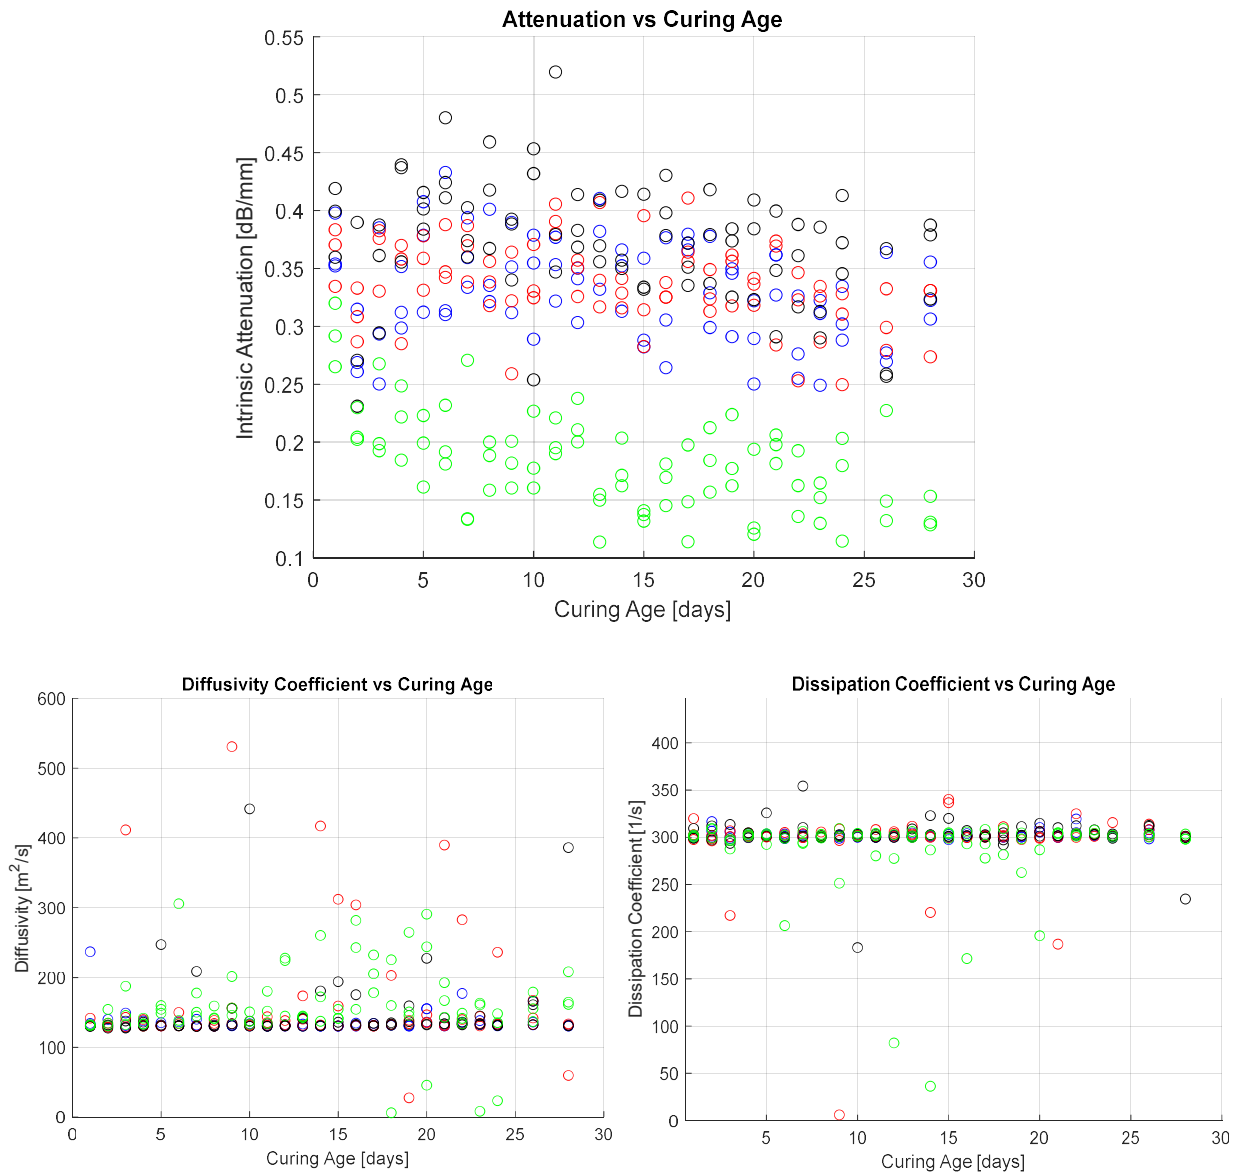 Attenuation vs Curing Age
0.55
0.5
0.45
0.4
0.35
0.3
0.25
0.2
0.15
0.1
Intrinsic Attenuation [dB/mm]
0 5 10 15 20 25 30
Curing Age [days]
Diffusivity Coefficient vs Curing Age
600
500
400
300
200
100
0
Diffusivity [m²/s]
0 5 10 15 20 25 30
Curing Age [days]
Dissipation Coefficient vs Curing Age
400
350
300
250
200
150
100
50
0
Dissipation Coefficient [1/s]
5 10 15 20 25 30
Curing Age [days]